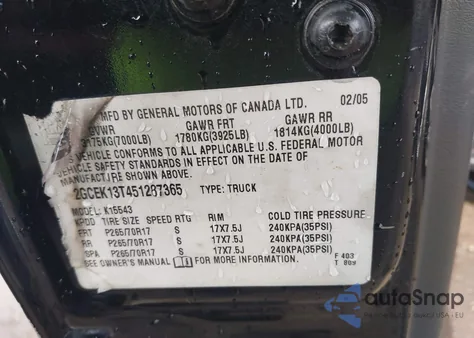 MFD BY GENERAL MOTORS OF CANADA LTD. 02/05
GVWR GAWR FRT GAWR RR
3175KG(7000LB) 1780KG(3925LB) 1814KG(4000LB)
VEHICLE CONFORMS TO ALL APPLICABLE U.S. FEDERAL MOTOR
VEHICLE SAFETY STANDARDS IN EFFECT ON THE DATE OF
MANUFACTURE SHOWN ABOVE.
2GCEK13T451287365 TYPE: TRUCK
K15543
TIRE SIZE SPEED RTG RIM COLD TIRE PRESSURE
FRT P265/70R17 S 17X7.5J 240KPA(35PSI)
RR P265/70R17 S 17X7.5J 240KPA(35PSI)
SPA P265/70R17 S 17X7.5J 240KPA(35PSI)
SEE OWNER'S MANUAL FOR MORE INFORMATION.
F 403
T 009
autoSnap